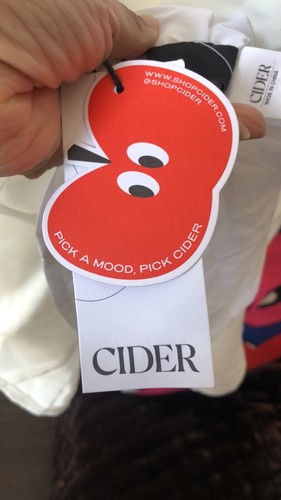 WWW.SHOPCIDER.COM
@SHOPCIDER
PICK A MOOD, PICK CIDER
CIDER
CIDER
MADE IN CHINA